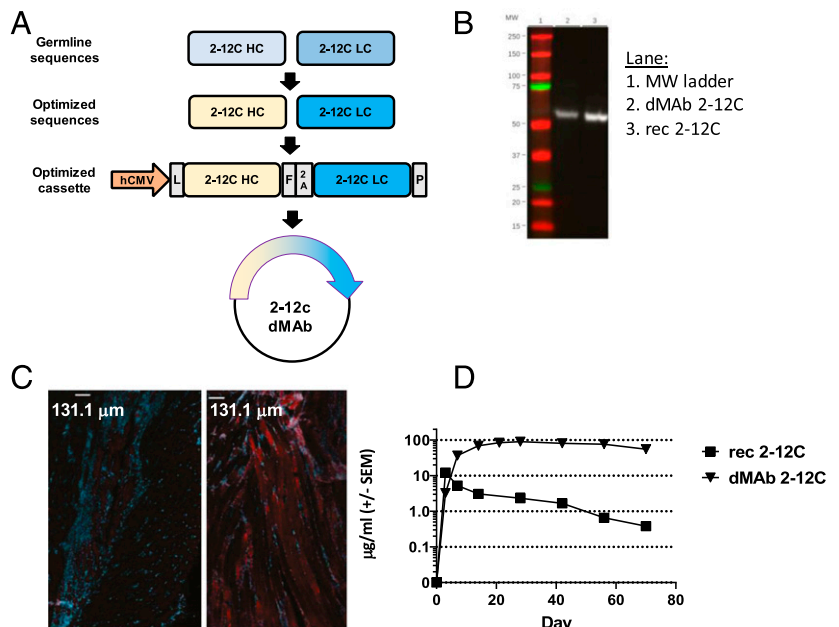 A
Germline
sequences
2-12C HC
2-12C LC
Optimized
sequences
2-12C HC
2-12C LC
Optimized
cassette
hCMV
L
2-12C HC
F
2
A
2-12C LC
P
2-12c
dMAb
B
MW
1
2
3
250
150
100
75
50
37
25
20
15
Lane:
1. MW ladder
2. dMAb 2-12C
3. rec 2-12C
C
131.1 μm
131.1 μm
D
μg/ml (+/- SEM)
100
10
1.0
0.1
0
0
20
40
60
80
Day
rec 2-12C
dMAb 2-12C